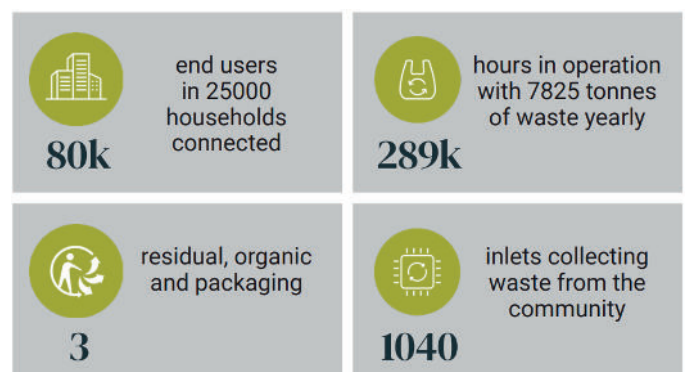 end users
in 25000
households
connected
80k
hours in operation
with 7825 tonnes
of waste yearly
289k
residual, organic
and packaging
3
inlets collecting
waste from the
community
1040